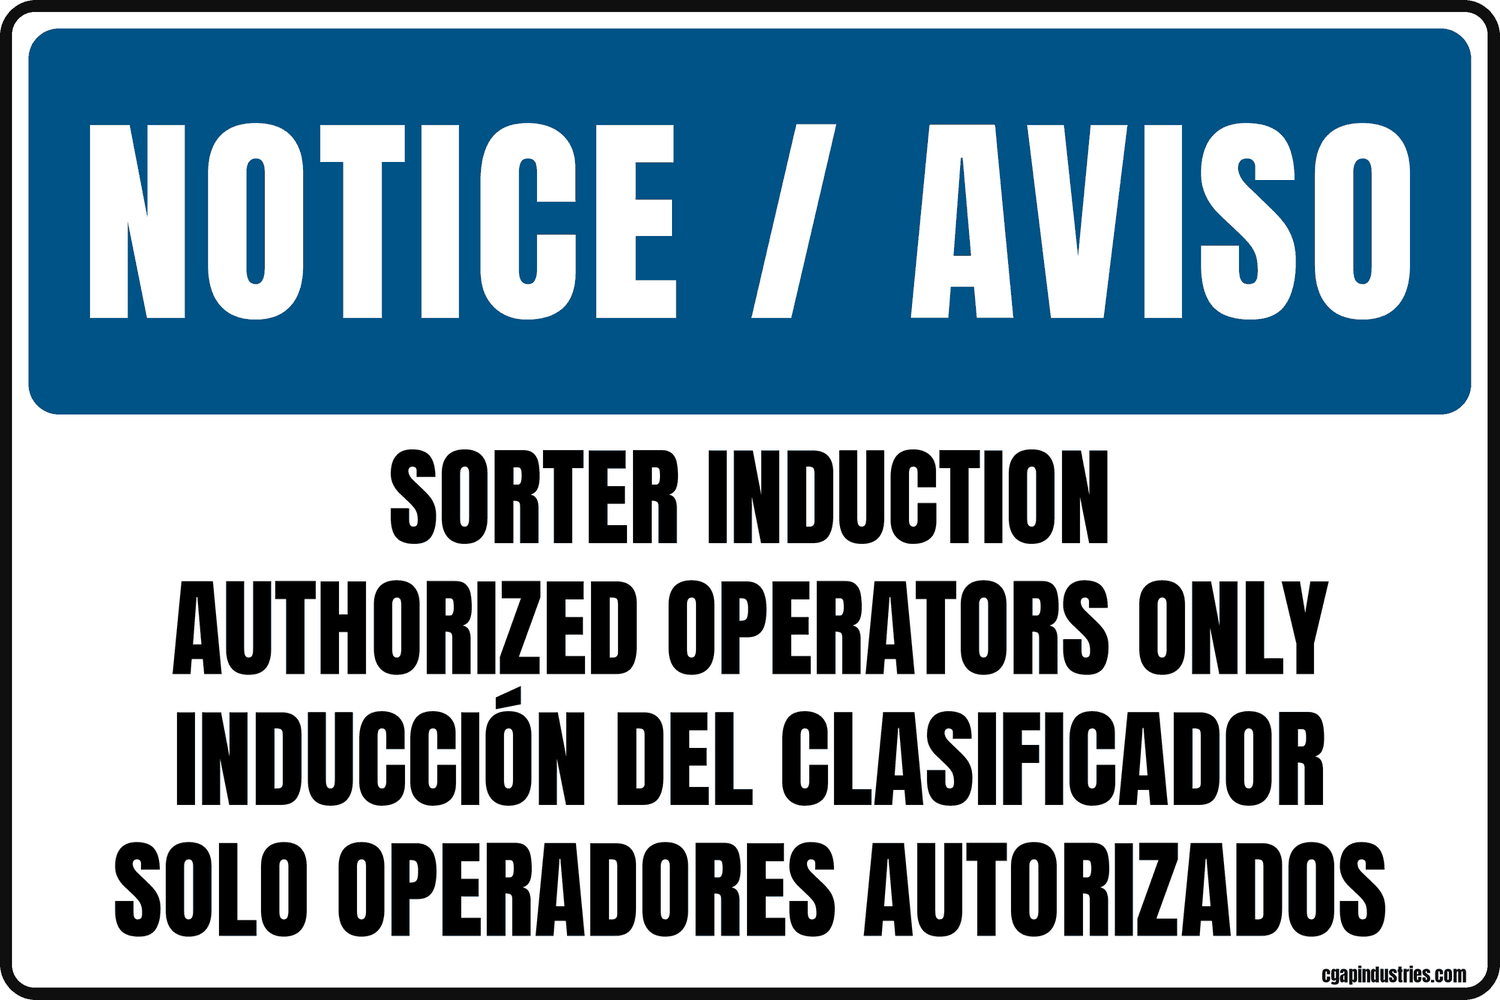 NOTICE / AVISO
SORTER INDUCTION
AUTHORIZED OPERATORS ONLY
INDUCCIÓN DEL CLASIFICADOR
SOLO OPERADORES AUTORIZADOS
cgapindustries.com